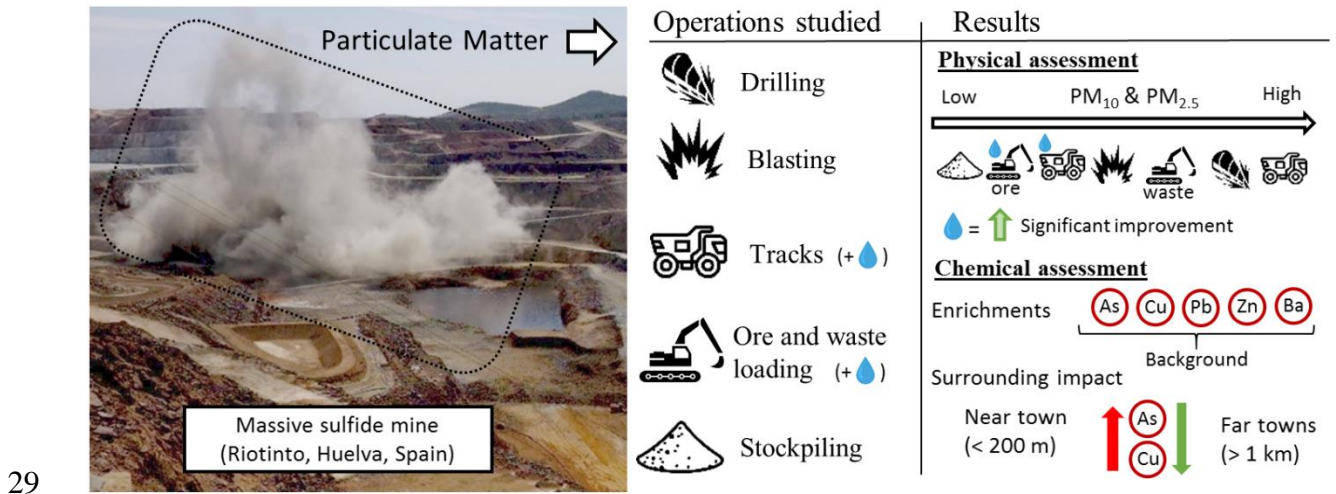 Particulate Matter
Massive sulfide mine
(Riotinto, Huelva, Spain)
Operations studied
Drilling
Blasting
Tracks (+ )
Ore and waste
loading (+ )
Stockpiling
Results
Physical assessment
Low PM10 & PM2.5 High
ore waste
= Significant improvement
Chemical assessment
Enrichments As Cu Pb Zn Ba
Background
Surrounding impact
Near town
(< 200 m)
As
Cu
Far towns
(> 1 km)
29